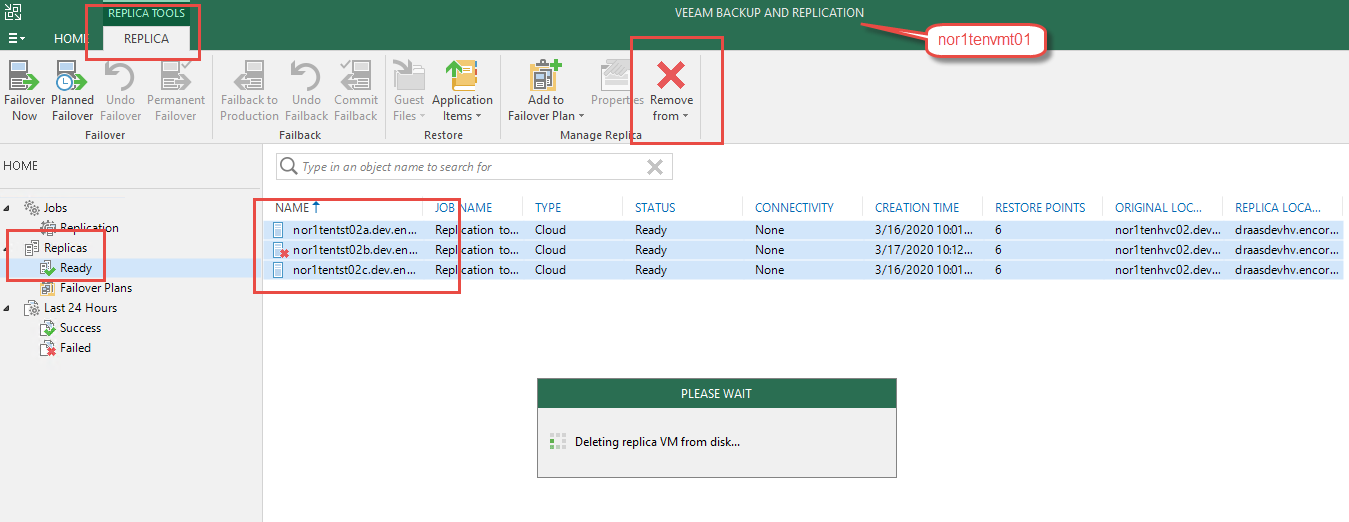 REPLICA TOOLS
VEEAM BACKUP AND REPLICATION
nor1tenvmt01
HOME
REPLICA
Failover Now
Planned Failover
Undo Failover
Permanent Failover
Failover
Failback to Production
Undo Failback
Commit Failback
Failback
Guest Files
Application Items
Restore
Add to Failover Plan
Properties
Remove from
Manage Replica
HOME
Type in an object name to search for
Jobs
Replication
Replicas
Ready
Failover Plans
Last 24 Hours
Success
Failed
NAME JOB NAME TYPE STATUS CONNECTIVITY CREATION TIME RESTORE POINTS ORIGINAL LOC... REPLICA LOCA...
nor1tentst02a.dev.en... Replication to... Cloud Ready None 3/16/2020 10:01... 6 nor1tenhvc02.dev... draasdevhv.encor...
nor1tentst02b.dev.en... Replication to... Cloud Ready None 3/17/2020 10:12... 6 nor1tenhvc02.dev... draasdevhv.encor...
nor1tentst02c.dev.en... Replication to... Cloud Ready None 3/16/2020 10:01... 6 nor1tenhvc02.dev... draasdevhv.encor...
PLEASE WAIT
Deleting replica VM from disk...